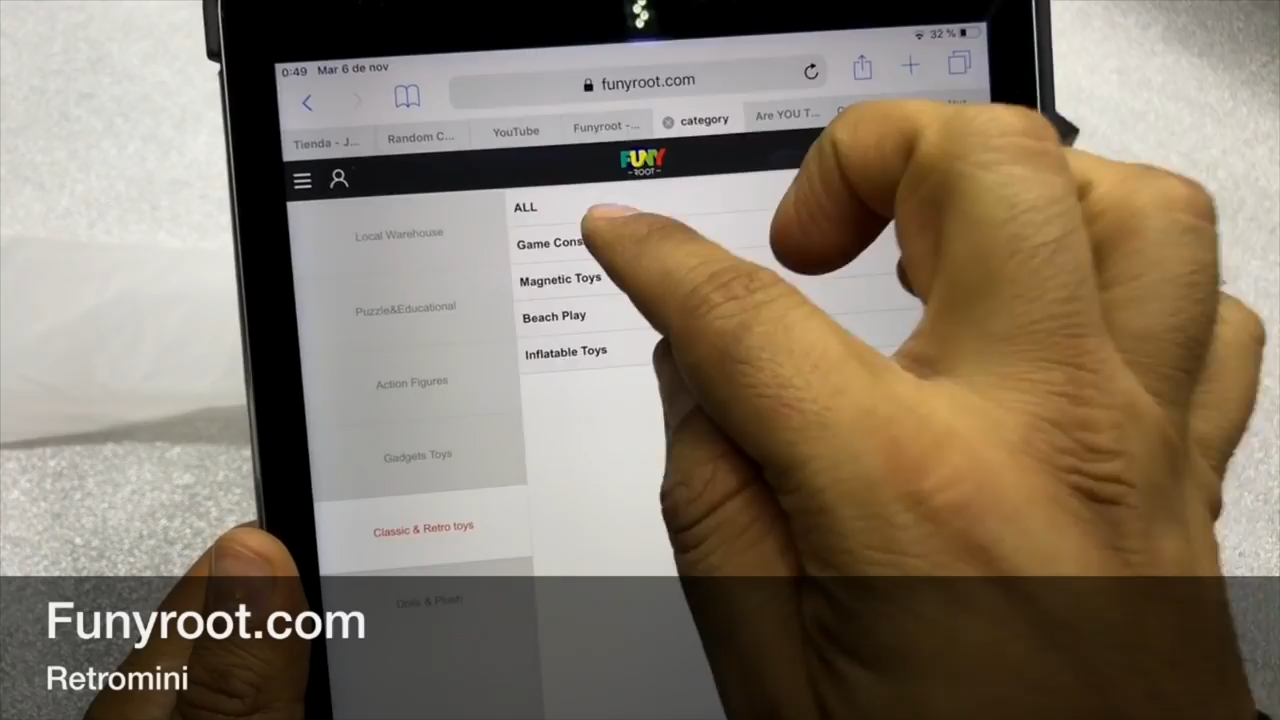 0:49 Mar 6 de nov
32 %
funyroot.com
Tienda - J...
Random C...
YouTube
Funyroot -...
category
Are YOU T...
FUNY
ROOT
Local Warehouse
Puzzle&Educational
Action Figures
Gadgets Toys
Classic & Retro toys
Dolls & Plush
ALL
Game Cons
Magnetic Toys
Beach Play
Inflatable Toys
Funyroot.com
Retromini